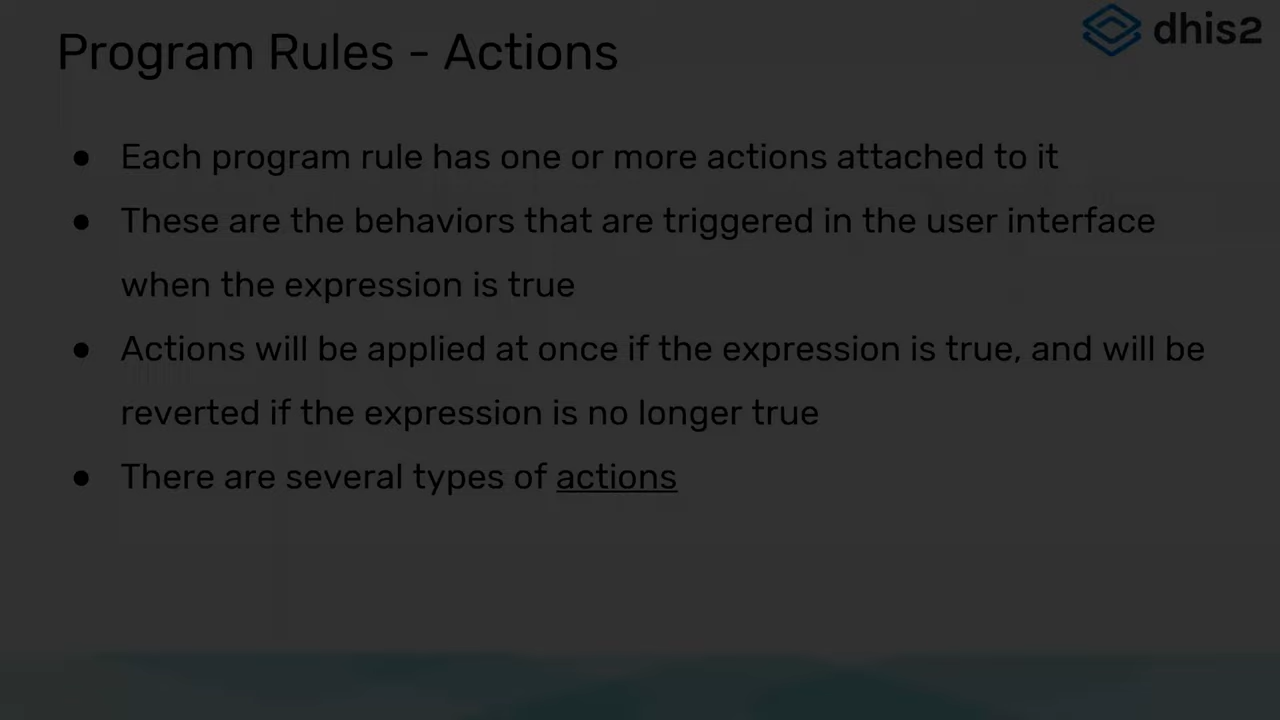 Program Rules - Actions
dhis2
● Each program rule has one or more actions attached to it
● These are the behaviors that are triggered in the user interface
when the expression is true
● Actions will be applied at once if the expression is true, and will be
reverted if the expression is no longer true
● There are several types of actions